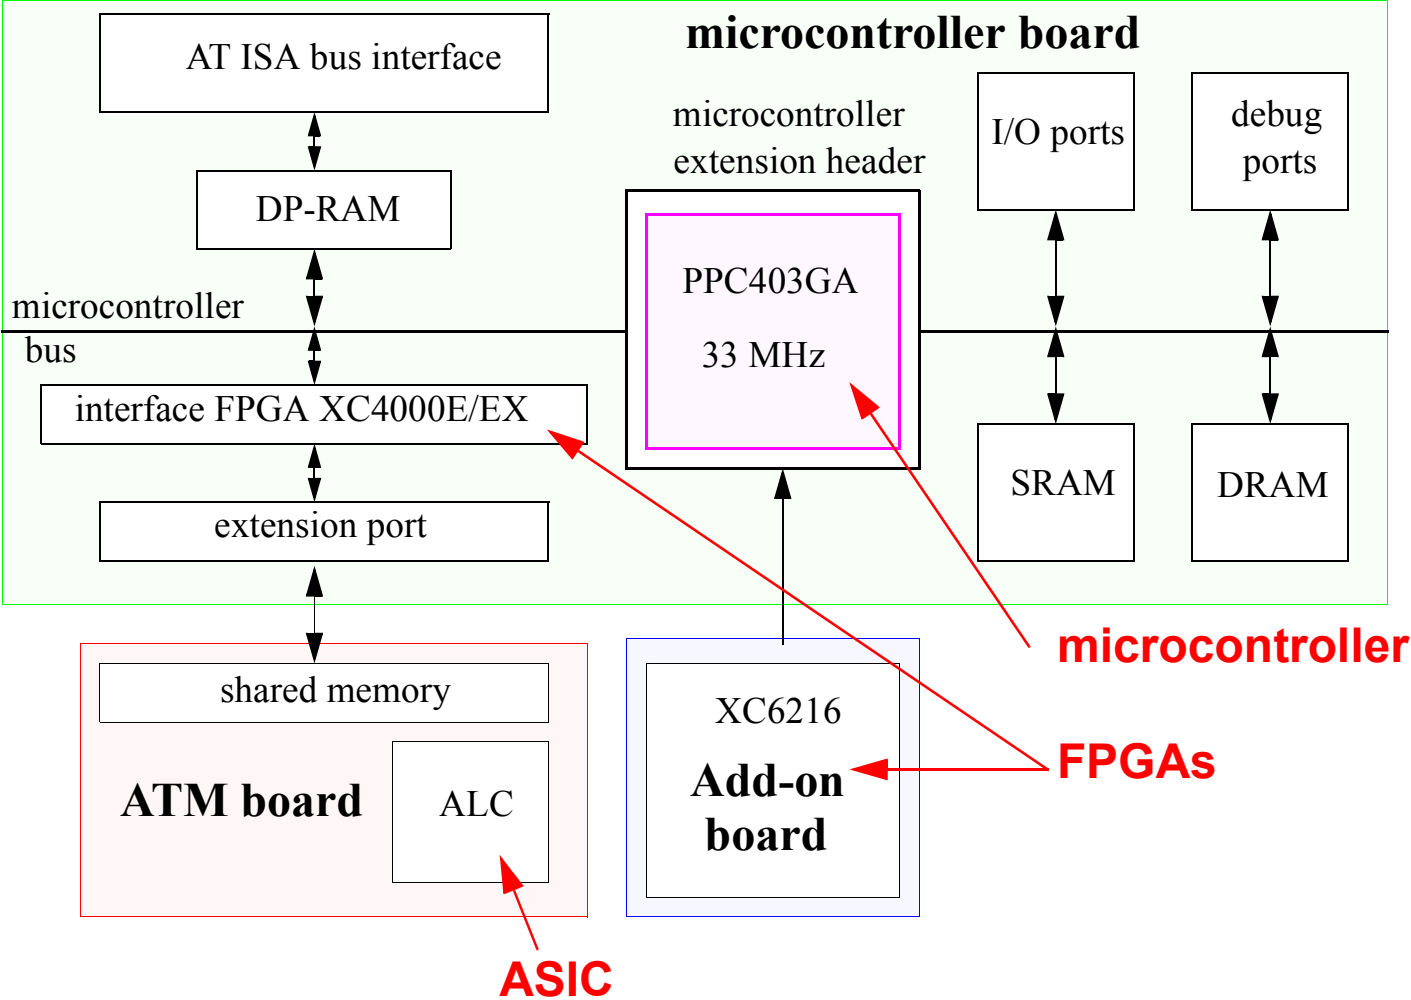 microcontroller board
AT ISA bus interface
microcontroller
extension header
I/O ports
debug
ports
DP-RAM
PPC403GA
33 MHz
microcontroller
bus
interface FPGA XC4000E/EX
SRAM
DRAM
extension port
microcontroller
shared memory
XC6216
FPGAs
Add-on
board
ATM board
ALC
ASIC